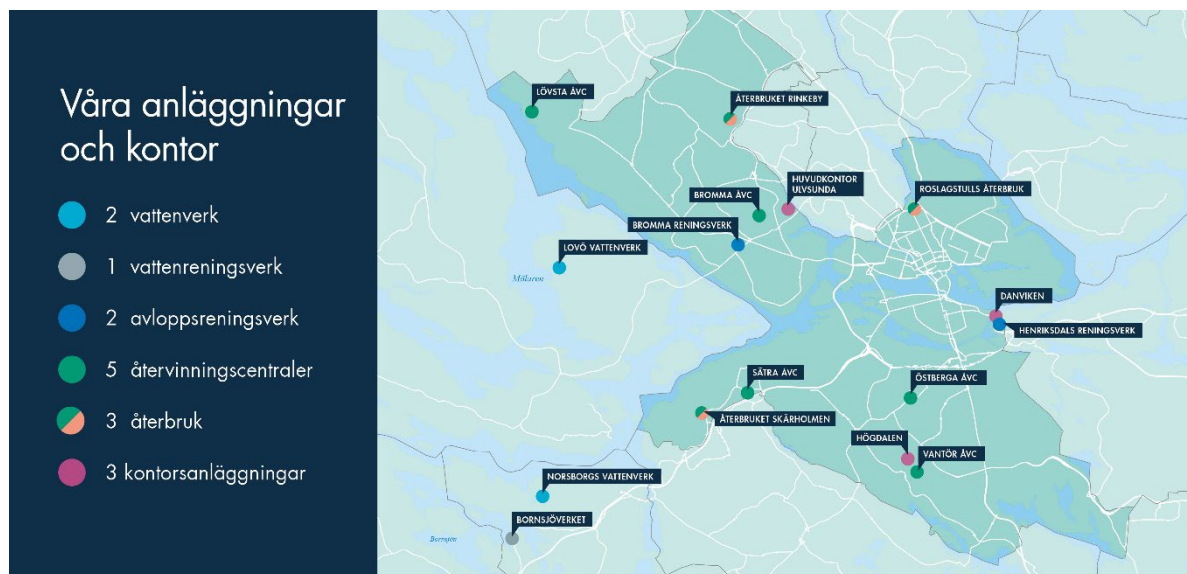 Våra anläggningar
och kontor
2 vattenverk
1 vattenreningsverk
2 avloppsreningsverk
5 återvinningscentraler
3 återbruk
3 kontorsanläggningar
LÖVSTA ÅVC
ÅTERBRUKET RINKEBY
HUVUDKONTOR
ULVSUNDA
ROSLAGSTULLS ÅTERBRUK
BROMMA ÅVC
BROMMA RENINGSVERK
LOVÖ VATTENVERK
Mälaren
DANVIKEN
HENRIKSDALS RENINGSVERK
SÄTRA ÅVC
ÖSTBERGA ÅVC
ÅTERBRUKET SKÄRHOLMEN
HÖGDALEN
VANTÖR ÅVC
NORSBORGS VATTENVERK
BORNSJÖVERKET
Bornsjön